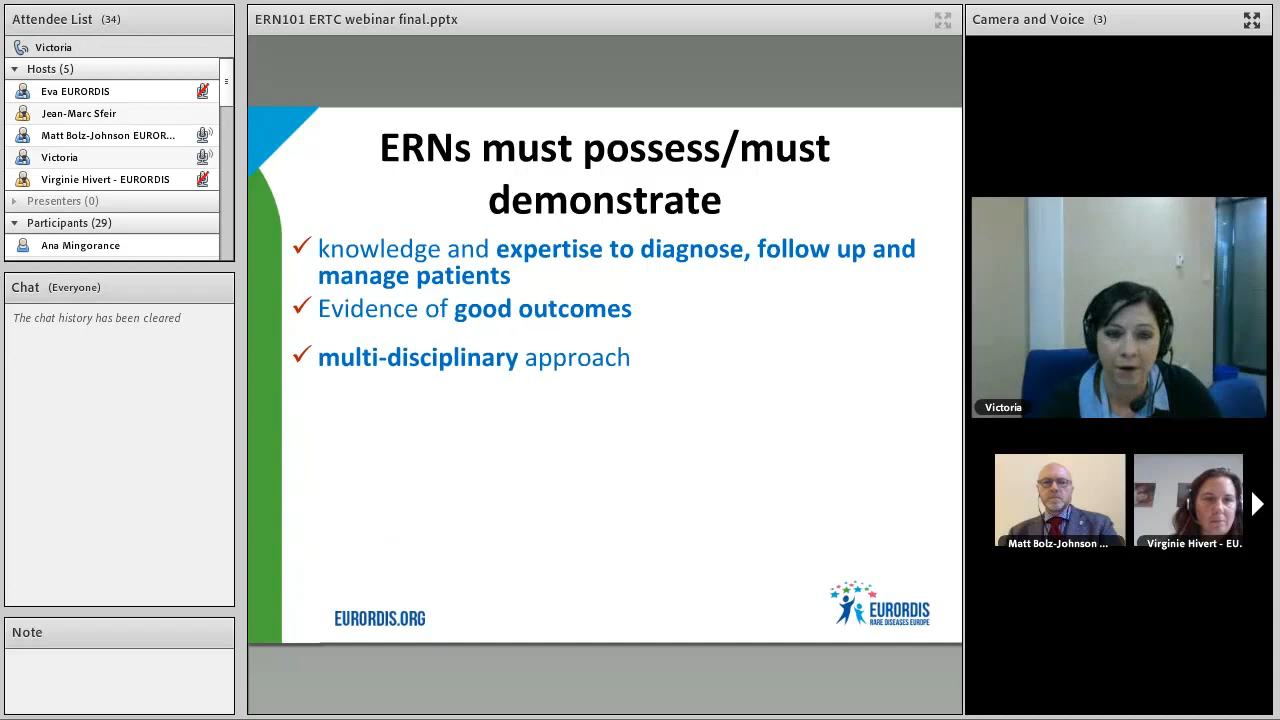 Attendee List (34)
Victoria
Hosts (5)
Eva EURORDIS
Jean-Marc Sfeir
Matt Bolz-Johnson EUROR...
Victoria
Virginie Hivert - EURORDIS
Presenters (0)
Participants (29)
Ana Mingorance
Chat (Everyone)
The chat history has been cleared
Note
ERN101 ERTC webinar final.pptx
ERNs must possess/must
demonstrate
knowledge and expertise to diagnose, follow up and
manage patients
Evidence of good outcomes
multi-disciplinary approach
EURORDIS.ORG
EURORDIS
RARE DISEASES EUROPE
Camera and Voice (3)
Victoria
Matt Bolz-Johnson ...
Virginie Hivert - EU.